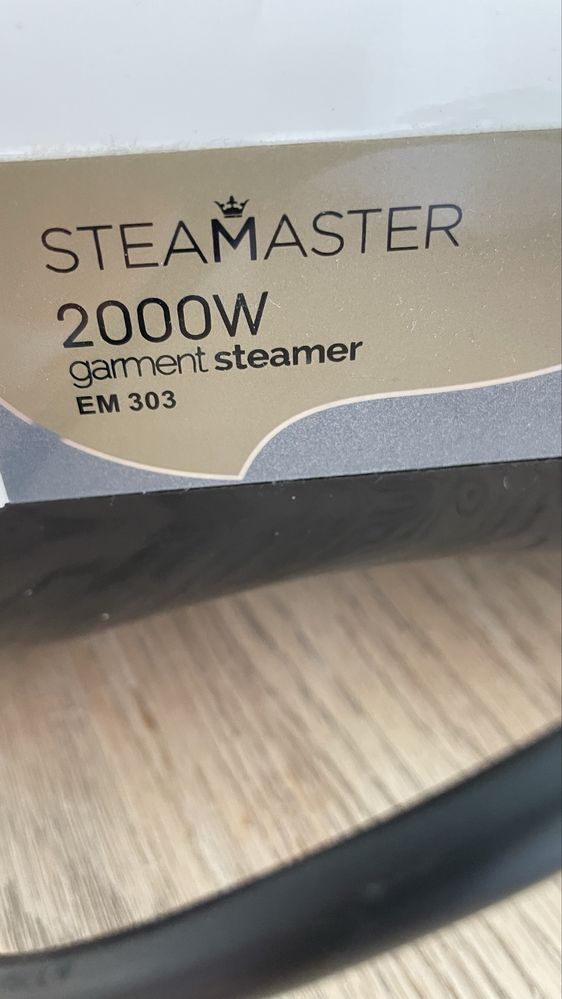 STEAMASTER
2000W
garment steamer
EM 303